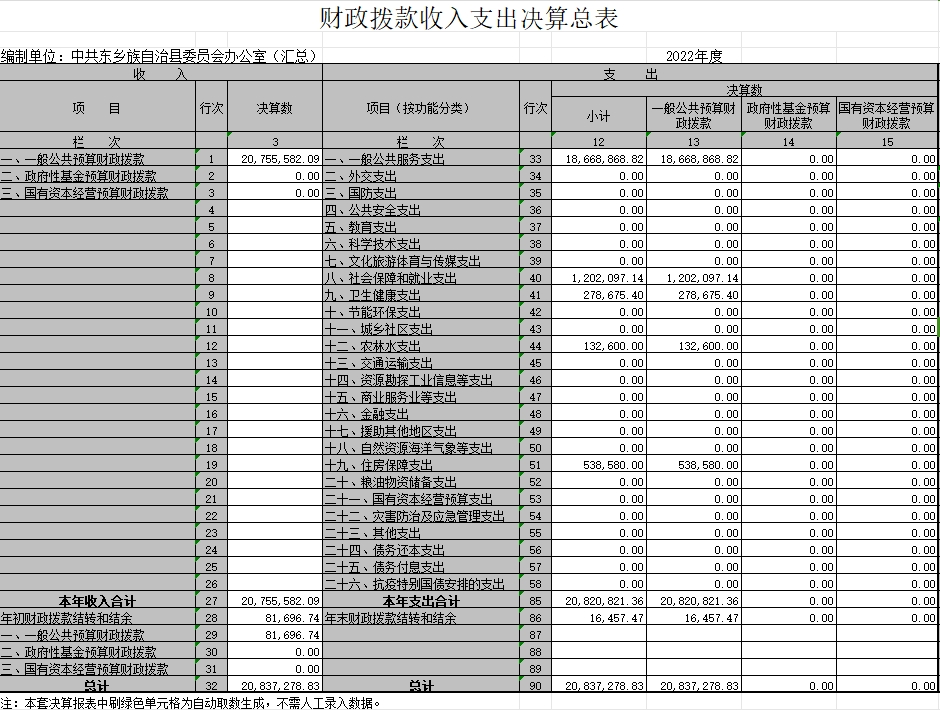 财政拨款收入支出决算总表
编制单位：中共东乡族自治县委员会办公室（汇总） 2022年度
收 入 支 出
项 目 行次 决算数 项目（按功能分类） 行次 决算数
小计 一般公共预算财政拨款 政府性基金预算财政拨款 国有资本经营预算财政拨款
栏 次 3 栏 次 12 13 14 15
一、一般公共预算财政拨款 1 20,755,582.09 一、一般公共服务支出 33 18,668,868.82 18,668,868.82 0.00 0.00
二、政府性基金预算财政拨款 2 0.00 二、外交支出 34 0.00 0.00 0.00 0.00
三、国有资本经营预算财政拨款 3 0.00 三、国防支出 35 0.00 0.00 0.00 0.00
4 四、公共安全支出 36 0.00 0.00 0.00 0.00
5 五、教育支出 37 0.00 0.00 0.00 0.00
6 六、科学技术支出 38 0.00 0.00 0.00 0.00
7 七、文化旅游体育与传媒支出 39 0.00 0.00 0.00 0.00
8 八、社会保障和就业支出 40 1,202,097.14 1,202,097.14 0.00 0.00
9 九、卫生健康支出 41 278,675.40 278,675.40 0.00 0.00
10 十、节能环保支出 42 0.00 0.00 0.00 0.00
11 十一、城乡社区支出 43 0.00 0.00 0.00 0.00
12 十二、农林水支出 44 132,600.00 132,600.00 0.00 0.00
13 十三、交通运输支出 45 0.00 0.00 0.00 0.00
14 十四、资源勘探工业信息等支出 46 0.00 0.00 0.00 0.00
15 十五、商业服务业等支出 47 0.00 0.00 0.00 0.00
16 十六、金融支出 48 0.00 0.00 0.00 0.00
17 十七、援助其他地区支出 49 0.00 0.00 0.00 0.00
18 十八、自然资源海洋气象等支出 50 0.00 0.00 0.00 0.00
19 十九、住房保障支出 51 538,580.00 538,580.00 0.00 0.00
20 二十、粮油物资储备支出 52 0.00 0.00 0.00 0.00
21 二十一、国有资本经营预算支出 53 0.00 0.00 0.00 0.00
22 二十二、灾害防治及应急管理支出 54 0.00 0.00 0.00 0.00
23 二十三、其他支出 55 0.00 0.00 0.00 0.00
24 二十四、债务还本支出 56 0.00 0.00 0.00 0.00
25 二十五、债务付息支出 57 0.00 0.00 0.00 0.00
26 二十六、抗疫特别国债安排的支出 58 0.00 0.00 0.00 0.00
本年收入合计 27 20,755,582.09 本年支出合计 85 20,820,821.36 20,820,821.36 0.00 0.00
年初财政拨款结转和结余 28 81,696.74 年末财政拨款结转和结余 86 16,457.47 16,457.47 0.00 0.00
一、一般公共预算财政拨款 29 81,696.74 87
二、政府性基金预算财政拨款 30 0.00 88
三、国有资本经营预算财政拨款 31 0.00 89
总计 32 20,837,278.83 总计 90 20,837,278.83 20,837,278.83 0.00 0.00
注：本套决算报表中刷绿色单元格为自动取数生成，不需人工录入数据。